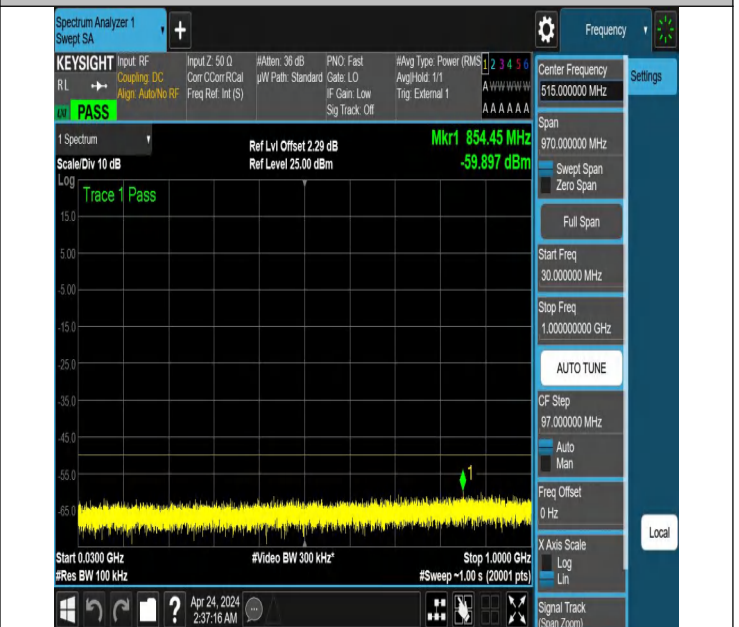 Spectrum Analyzer 1
Swept SA
+
Frequency
KEYSIGHT
RL
LXI
PASS
Input: RF
Coupling: DC
Align: Auto/No RF
Input Z: 50 Ω
Corr CCorr RCal
Freq Ref: Int (S)
#Atten: 36 dB
µW Path: Standard
PNO: Fast
Gate: LO
IF Gain: Low
Sig Track: Off
#Avg Type: Power (RMS
Avg|Hold: 1/1
Trig: External 1
1 2 3 4 5 6
A W W W W W
A A A A A A
1 Spectrum
Scale/Div 10 dB
Ref Lvl Offset 2.29 dB
Ref Level 25.00 dBm
Mkr1 854.45 MHz
-59.897 dBm
Log
Trace 1 Pass
15.0
5.00
-5.00
-15.0
-25.0
-35.0
-45.0
-55.0
-65.0
1
Start 0.0300 GHz
#Res BW 100 kHz
#Video BW 300 kHz*
Stop 1.0000 GHz
#Sweep ~1.00 s (20001 pts)
Center Frequency
515.000000 MHz
Settings
Span
970.000000 MHz
Swept Span
Zero Span
Full Span
Start Freq
30.000000 MHz
Stop Freq
1.000000000 GHz
AUTO TUNE
CF Step
97.000000 MHz
Auto
Man
Freq Offset
0 Hz
X Axis Scale
Log
Lin
Local
Signal Track
(Span Zoom)
?
Apr 24, 2024
2:37:16 AM